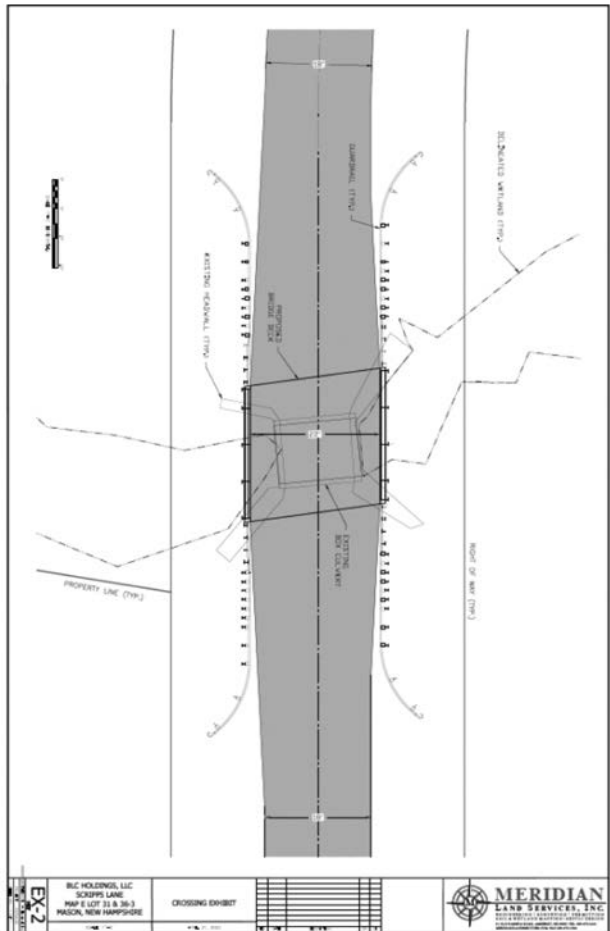 DELINEATED WETLAND (TYP.)
GUARDRAIL (TYP.)
EXISTING HEADWALL (TYP.)
PROPOSED
BRIDGE DECK
EXISTING
BOX CULVERT
PROPERTY LINE (TYP.)
RIGHT OF WAY (TYP.)
EX-2
BLC HOLDINGS, LLC
SCRIPPS LANE
MAP E LOT 31 & 36-3
MASON, NEW HAMPSHIRE
CROSSING EXHIBIT
MERIDIAN
LAND SERVICES, INC.